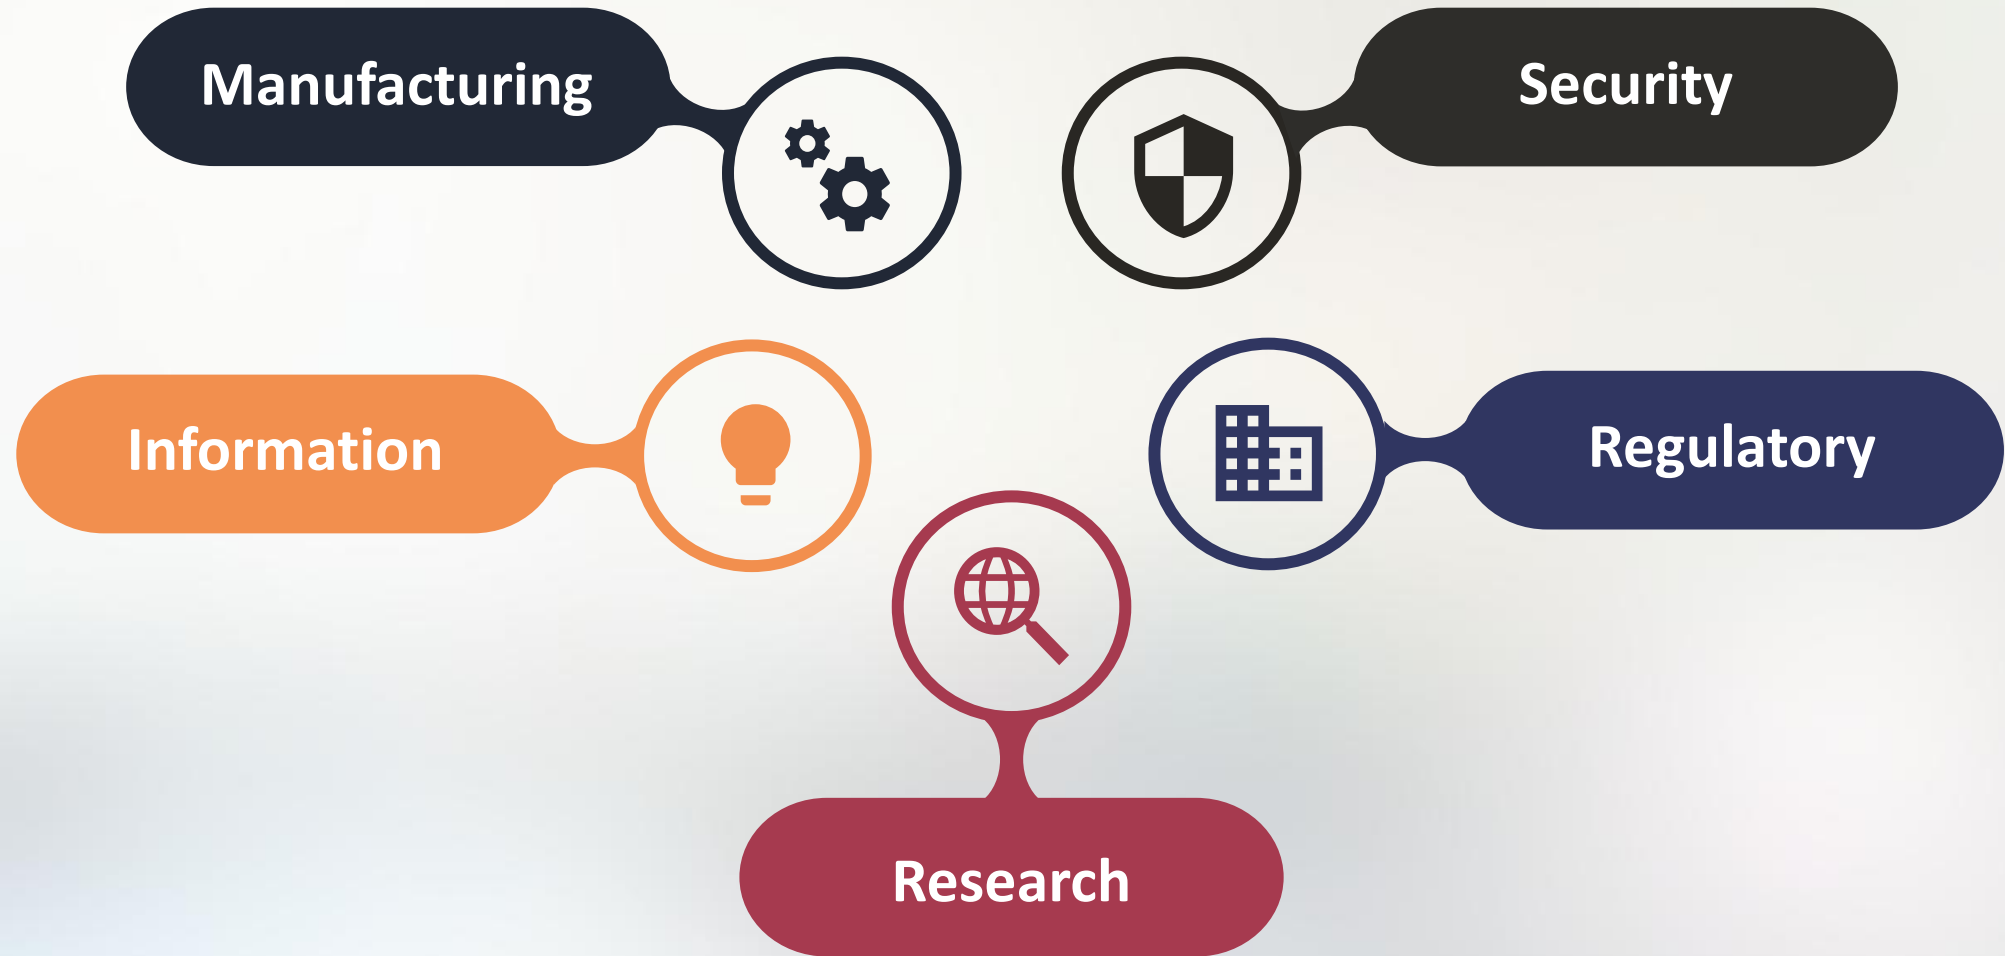 Manufacturing
Security
Information
Regulatory
Research